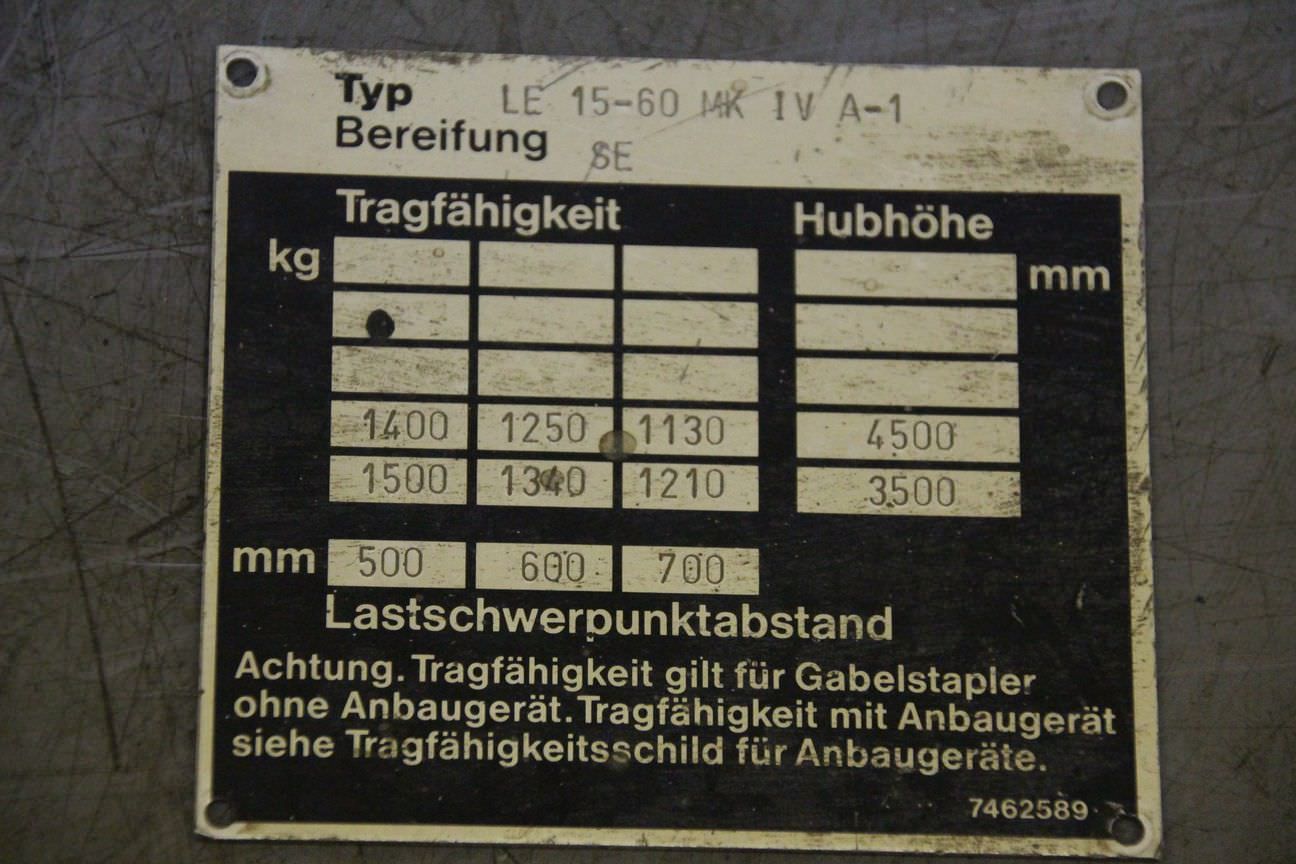 Typ LE 15-60 MK IV A-1
Bereifung SE
Tragfähigkeit Hubhöhe
kg mm
1400 1250 1130 4500
1500 1340 1210 3500
mm 500 600 700
Lastschwerpunktabstand
Achtung. Tragfähigkeit gilt für Gabelstapler
ohne Anbaugerät. Tragfähigkeit mit Anbaugerät
siehe Tragfähigkeitsschild für Anbaugeräte.
7462589